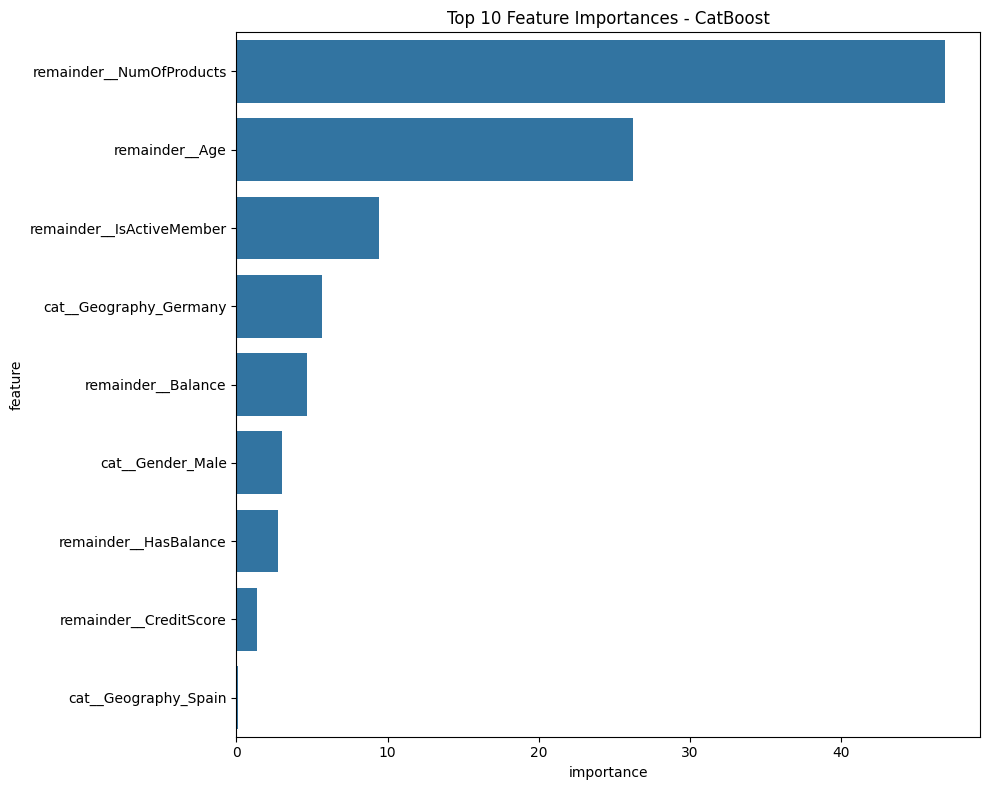 Top 10 Feature Importances - CatBoost
remainder__NumOfProducts
remainder__Age
remainder__IsActiveMember
cat__Geography_Germany
remainder__Balance
cat__Gender_Male
remainder__HasBalance
remainder__CreditScore
cat__Geography_Spain
feature
0 10 20 30 40
importance